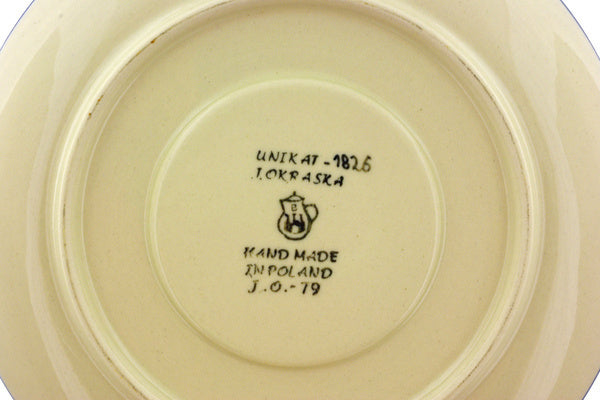 UNIKAT - 1826
J.OKRASKA
HAND MADE
IN POLAND
J.O.-79